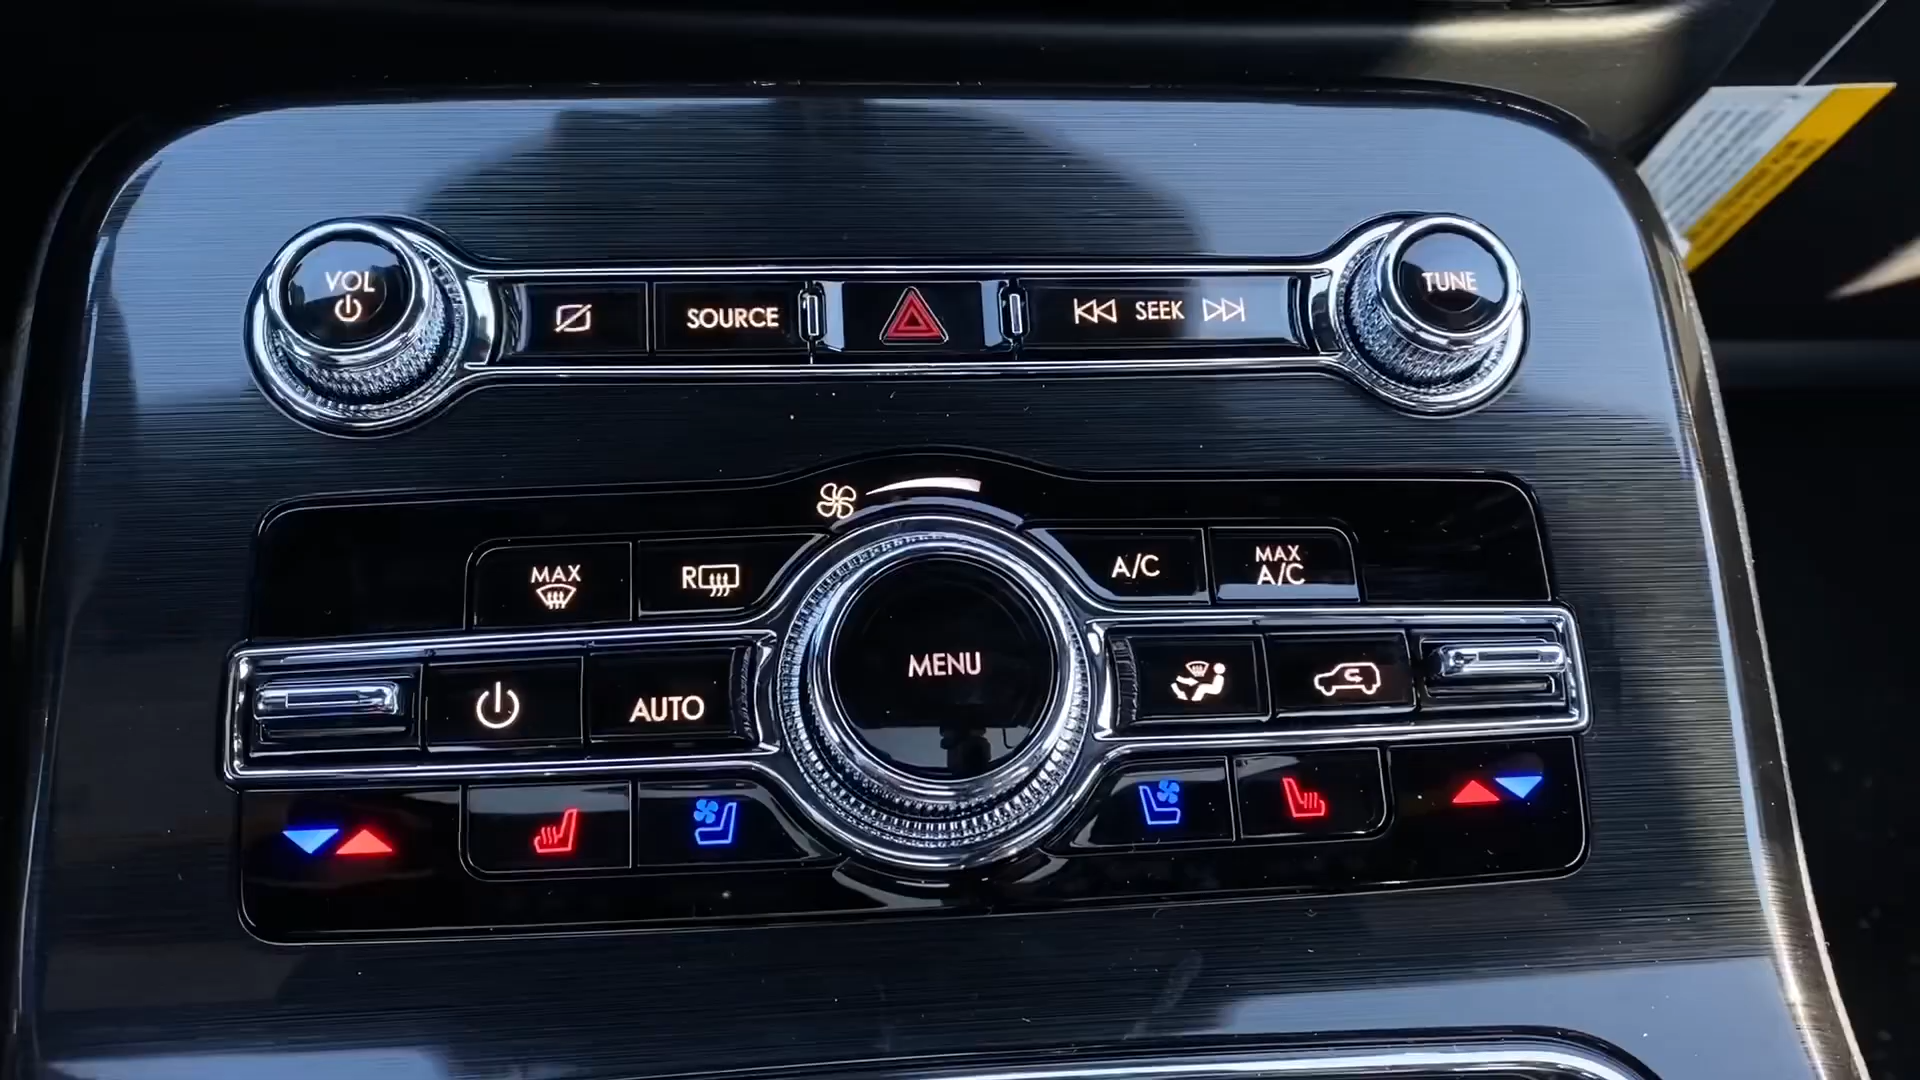 VOL
SOURCE
SEEK
TUNE
MAX
R
A/C
MAX
A/C
AUTO
MENU